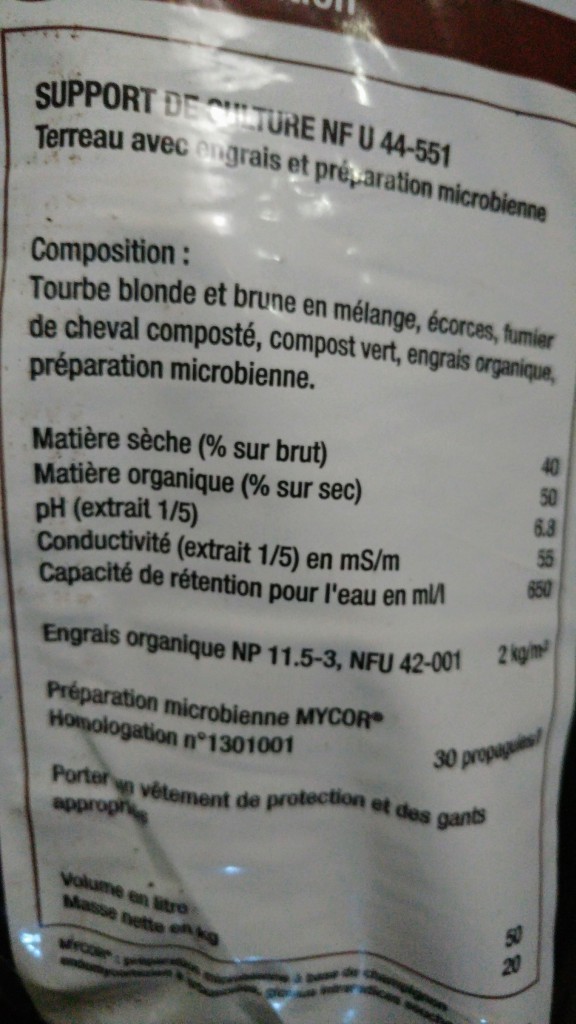 SUPPORT DE CULTURE NF U 44-551
Terreau avec engrais et préparation microbienne
Composition :
Tourbe blonde et brune en mélange, écorces, fumier
de cheval composté, compost vert, engrais organique,
préparation microbienne.
Matière sèche (% sur brut) 40
Matière organique (% sur sec) 50
pH (extrait 1/5) 6.8
Conductivité (extrait 1/5) en mS/m 55
Capacité de rétention pour l'eau en ml/l 650
Engrais organique NP 11.5-3, NFU 42-001 2 kg/m³
Préparation microbienne MYCOR®
Homologation n°1301001 30
Porter un vêtement de protection et des gants
appropriés
Volume en litre 50
Masse nette en kg 20
MYCOR® : préparation à base de champignon